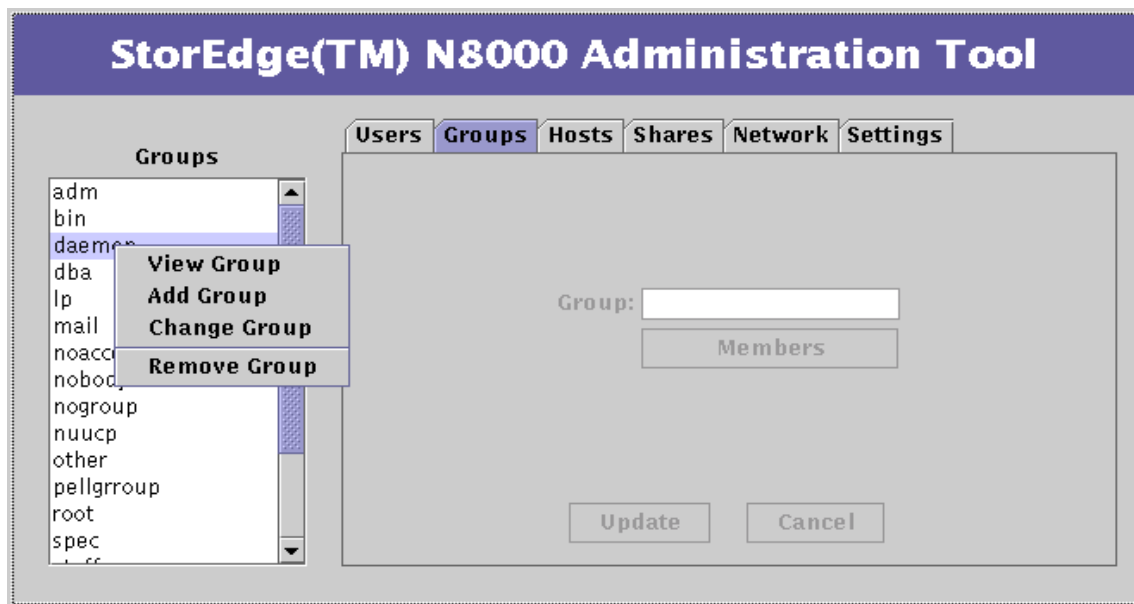 StorEdge(TM) N8000 Administration Tool
Users Groups Hosts Shares Network Settings
Groups
adm
bin
daemon
dba
lp
mail
nogroup
nuucp
other
pellgrroup
root
spec
View Group
Add Group
Change Group
Remove Group
Group:
Members
Update Cancel